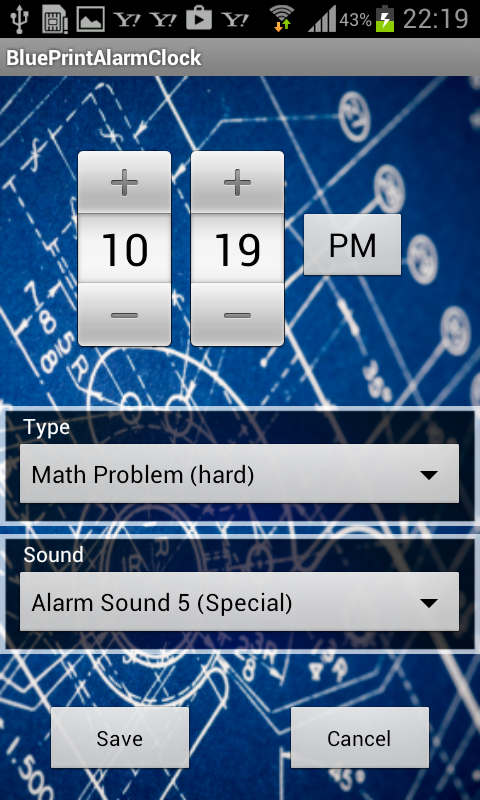 43% 22:19
BluePrintAlarmClock
+ +
10 19 PM
- -
Type
Math Problem (hard)
Sound
Alarm Sound 5 (Special)
Save Cancel